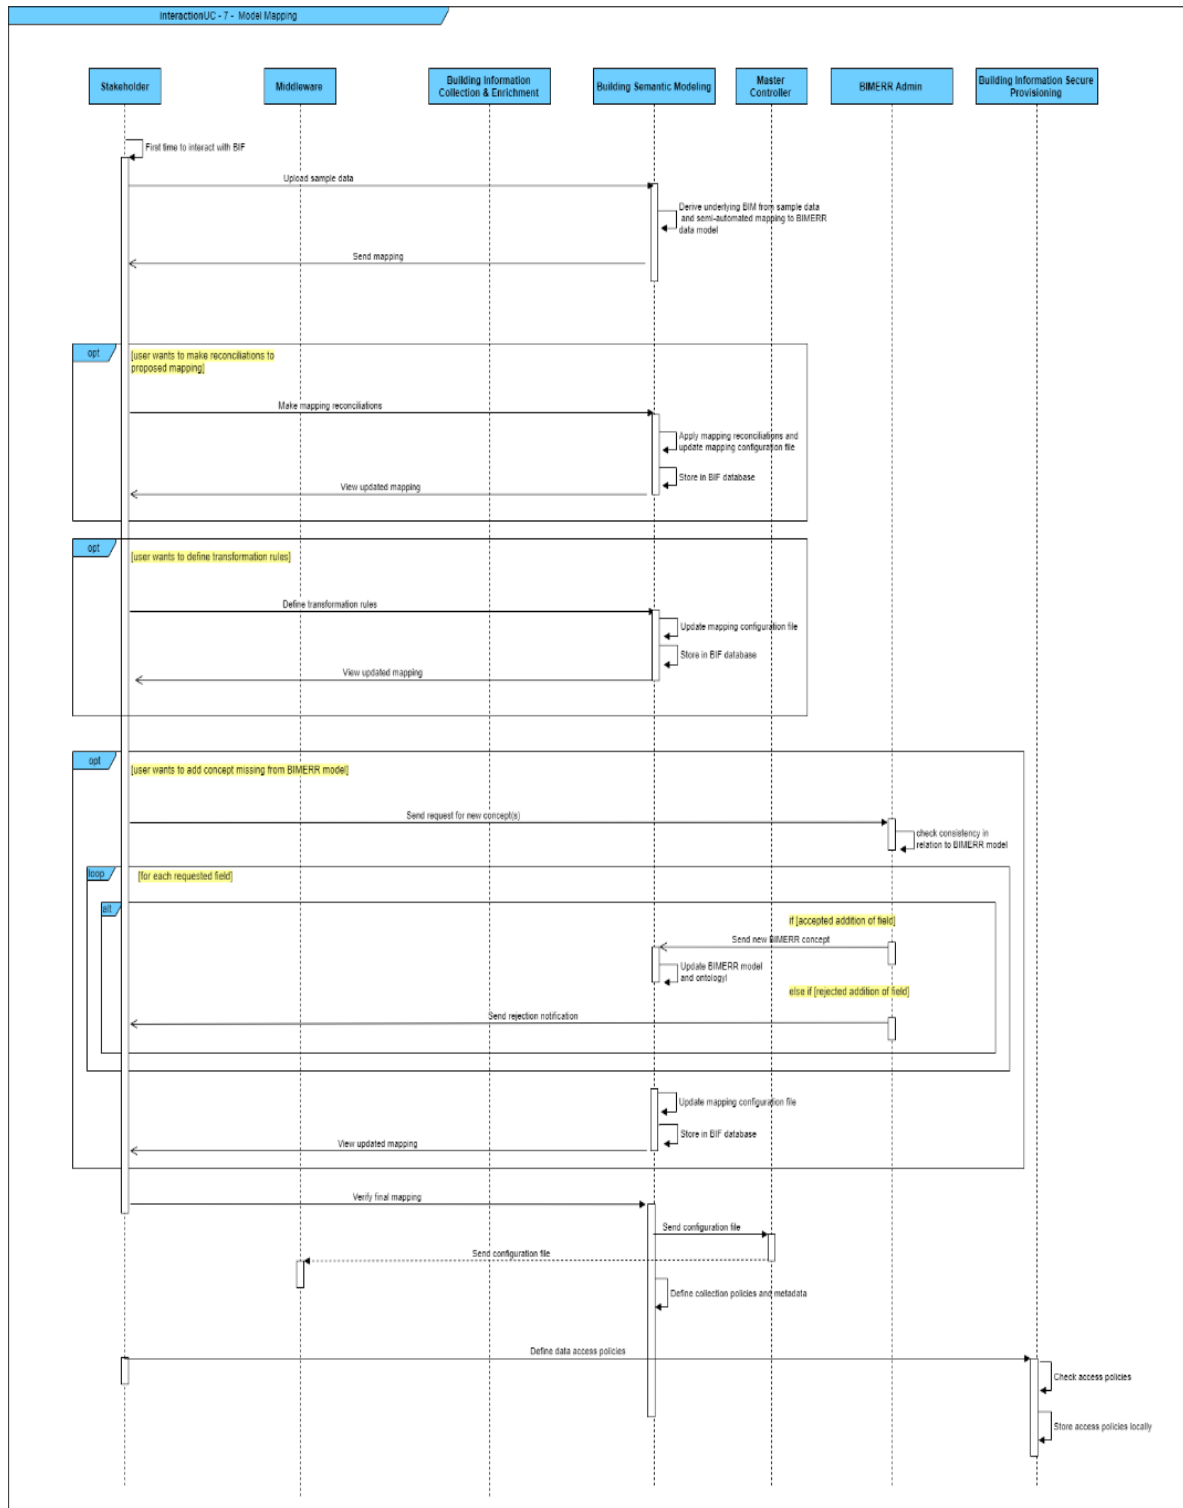 interactionUC - 7 - Model Mapping
Stakeholder
Middleware
Building Information
Collection & Enrichment
Building Semantic Modeling
Master
Controller
BIMERR Admin
Building Information Secure
Provisioning
First time to interact with BIF
Upload sample data
Derive underlying BIM from sample data
and semi-automated mapping to BIMERR
data model
Send mapping
opt
[user wants to make reconciliations to
proposed mapping]
Make mapping reconciliations
Apply mapping reconciliations and
update mapping configuration file
Store in BIF database
View updated mapping
opt
[user wants to define transformation rules]
Define transformation rules
Update mapping configuration file
Store in BIF database
View updated mapping
opt
[user wants to add concept missing from BIMERR model]
Send request for new concept(s)
check consistency in
relation to BIMERR model
loop
[for each requested field]
alt
if [accepted addition of field]
Send new BIMERR concept
Update BIMERR model
and ontologyl
else if [rejected addition of field]
Send rejection notification
Update mapping configuration file
Store in BIF database
View updated mapping
Verify final mapping
Send configuration file
Send configuration file
Define collection policies and metadata
Define data access policies
Check access policies
Store access policies locally